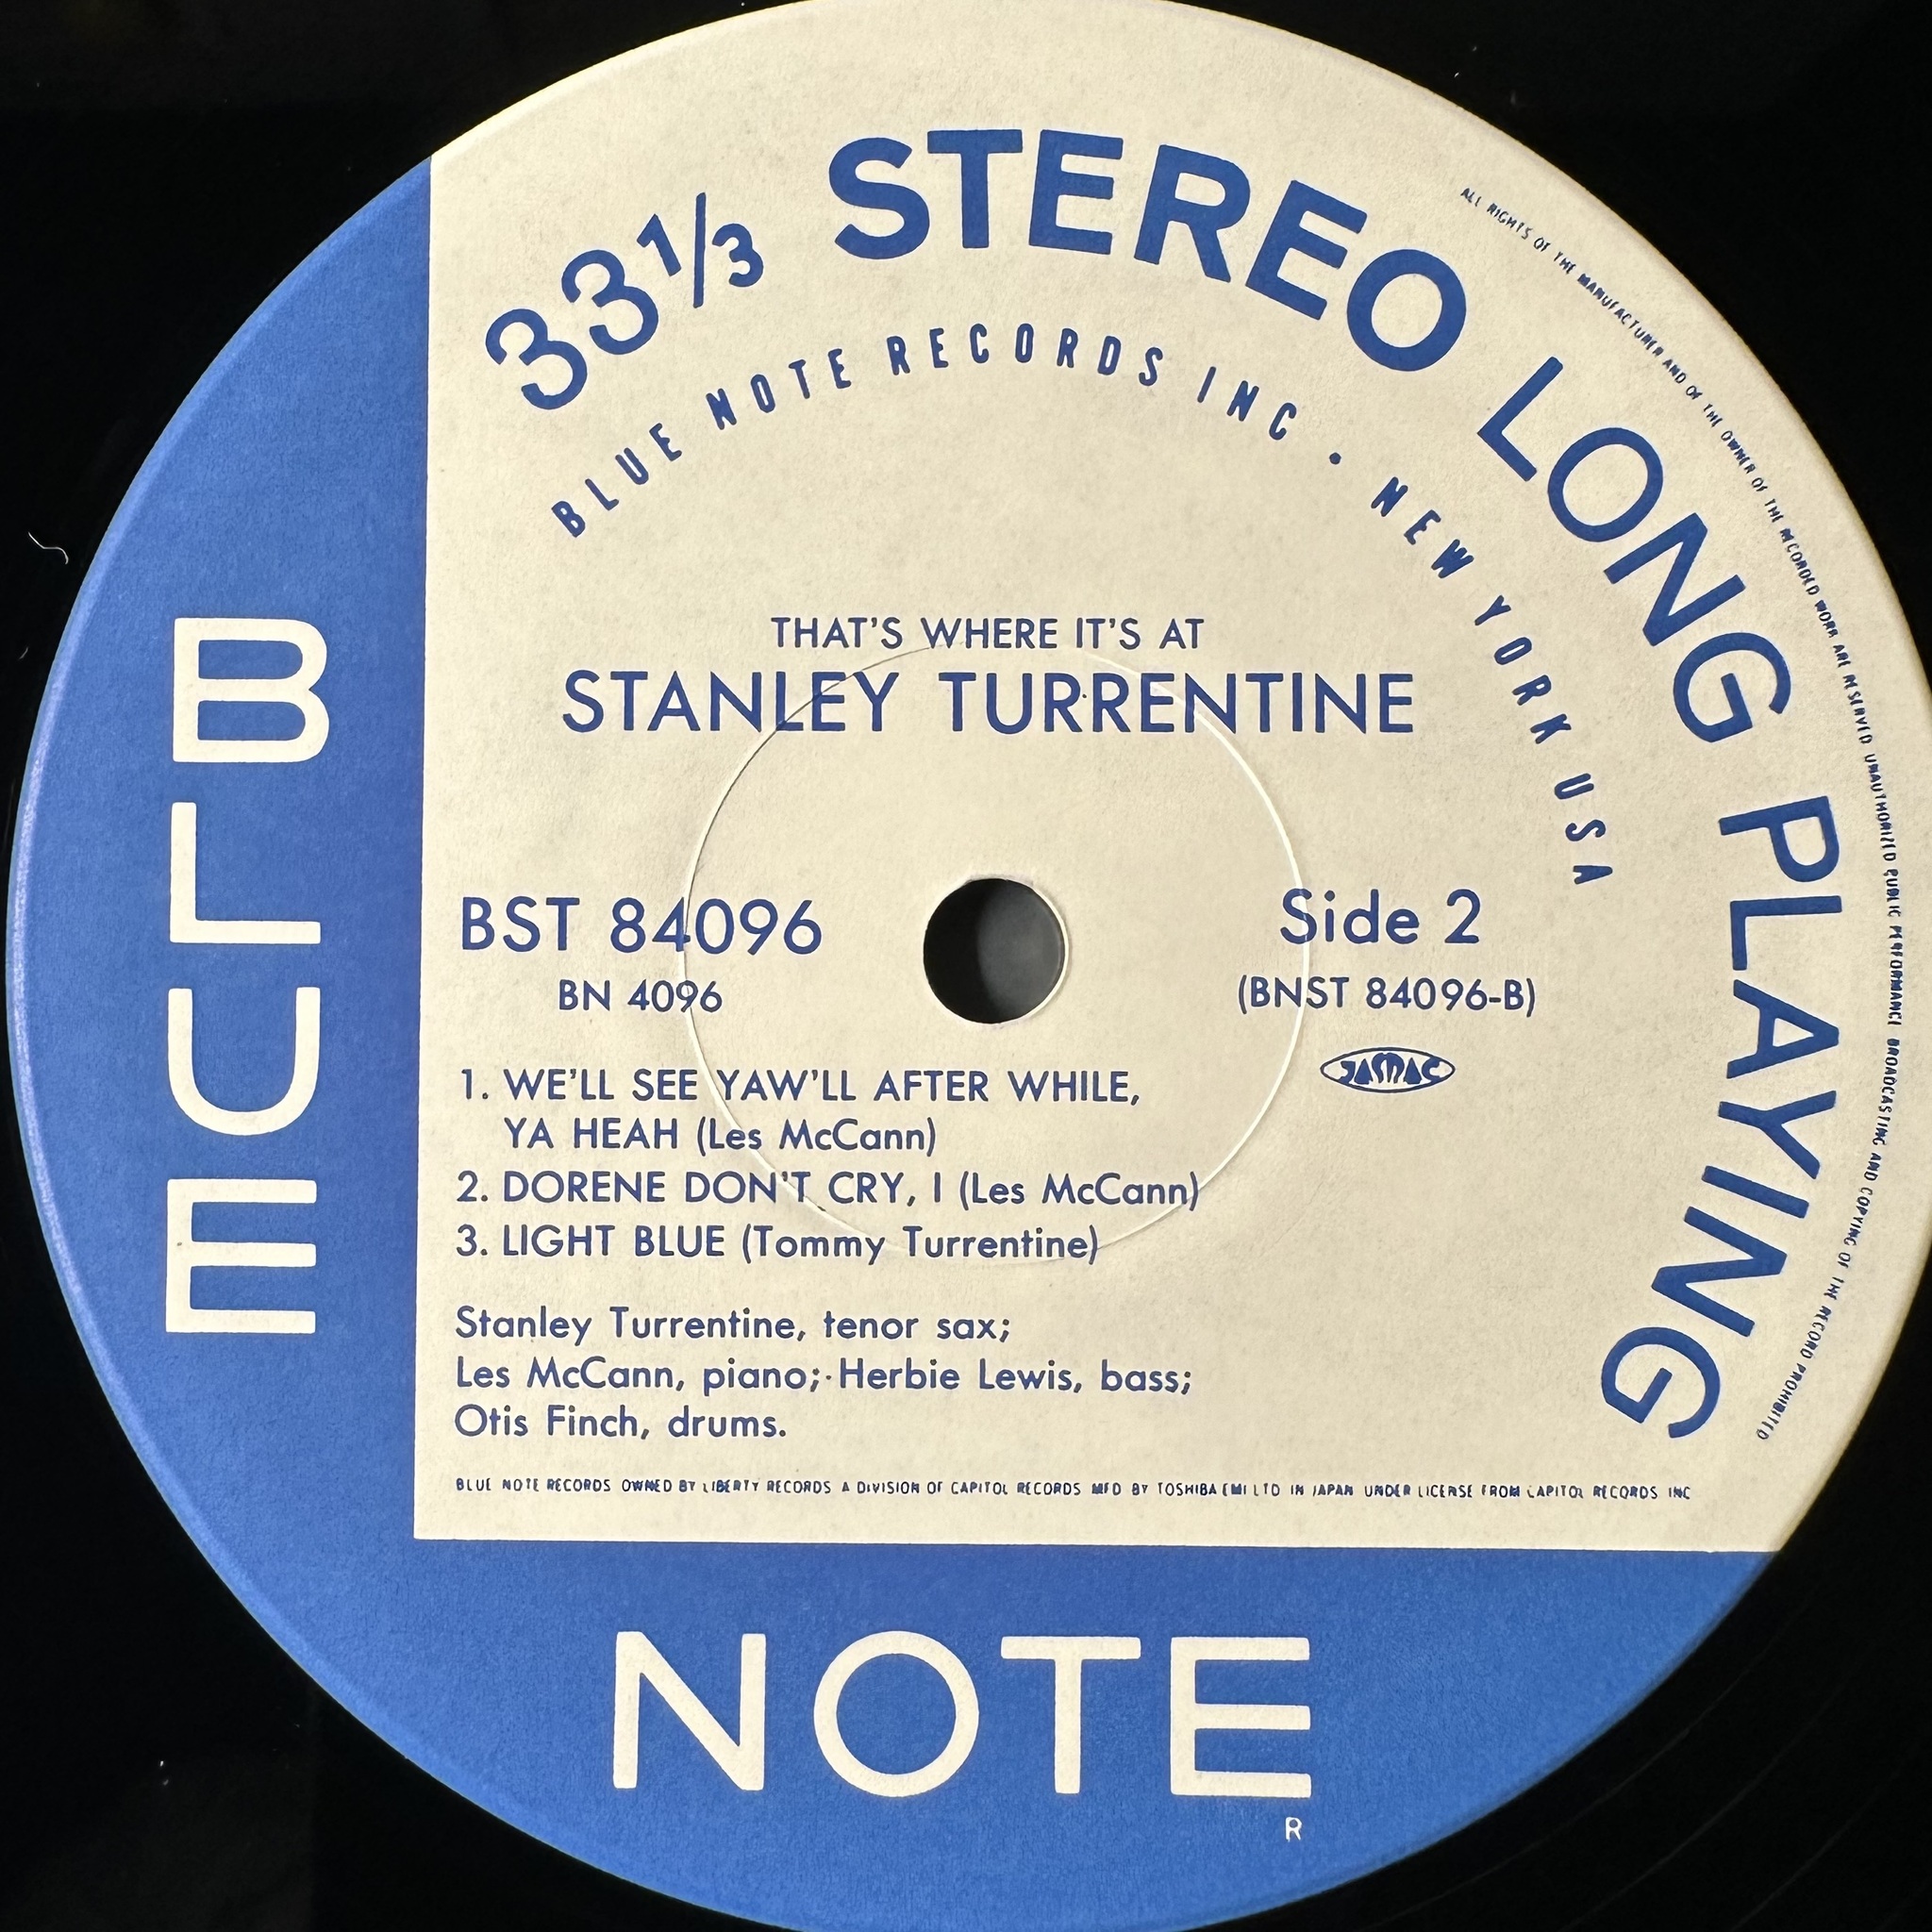 33⅓ STEREO LONG PLAYING
BLUE NOTE RECORDS INC · NEW YORK USA
ALL RIGHTS OF THE MANUFACTURER AND OF THE OWNER OF THE RECORDED WORK ARE RESERVED UNAUTHORIZED PUBLIC PERFORMANCE BROADCASTING AND COPYING OF THE RECORD PROHIBITED
THAT'S WHERE IT'S AT
STANLEY TURRENTINE
BST 84096
BN 4096
Side 2
(BNST 84096-B)
JASRAC
1. WE'LL SEE YAW'LL AFTER WHILE,
YA HEAH (Les McCann)
2. DORENE DON'T CRY, I (Les McCann)
3. LIGHT BLUE (Tommy Turrentine)
Stanley Turrentine, tenor sax;
Les McCann, piano; Herbie Lewis, bass;
Otis Finch, drums.
BLUE NOTE RECORDS OWNED BY LIBERTY RECORDS A DIVISION OF CAPITOL RECORDS MFD BY TOSHIBA EMI LTD IN JAPAN UNDER LICENSE FROM CAPITOL RECORDS INC
BLUE
NOTE
R